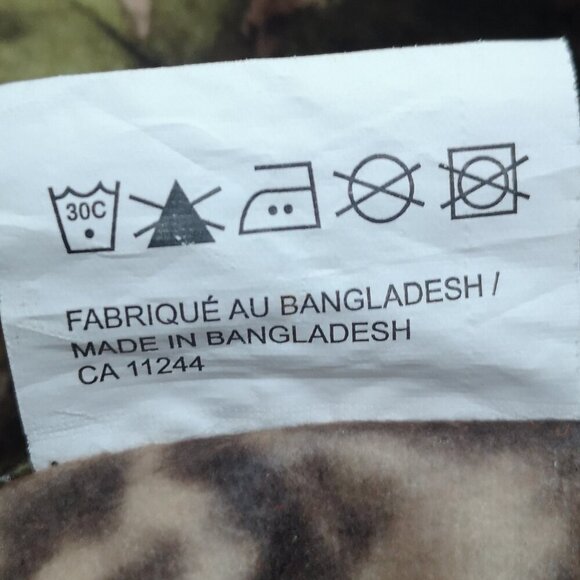 30C
FABRIQUÉ AU BANGLADESH /
MADE IN BANGLADESH
CA 11244